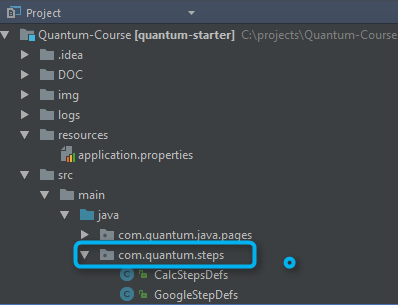 Project
Quantum-Course [quantum-starter] C:\projects\Quantum-Course
.idea
DOC
img
logs
resources
application.properties
src
main
java
com.quantum.java.pages
com.quantum.steps
CalcStepsDefs
GoogleStepDefs